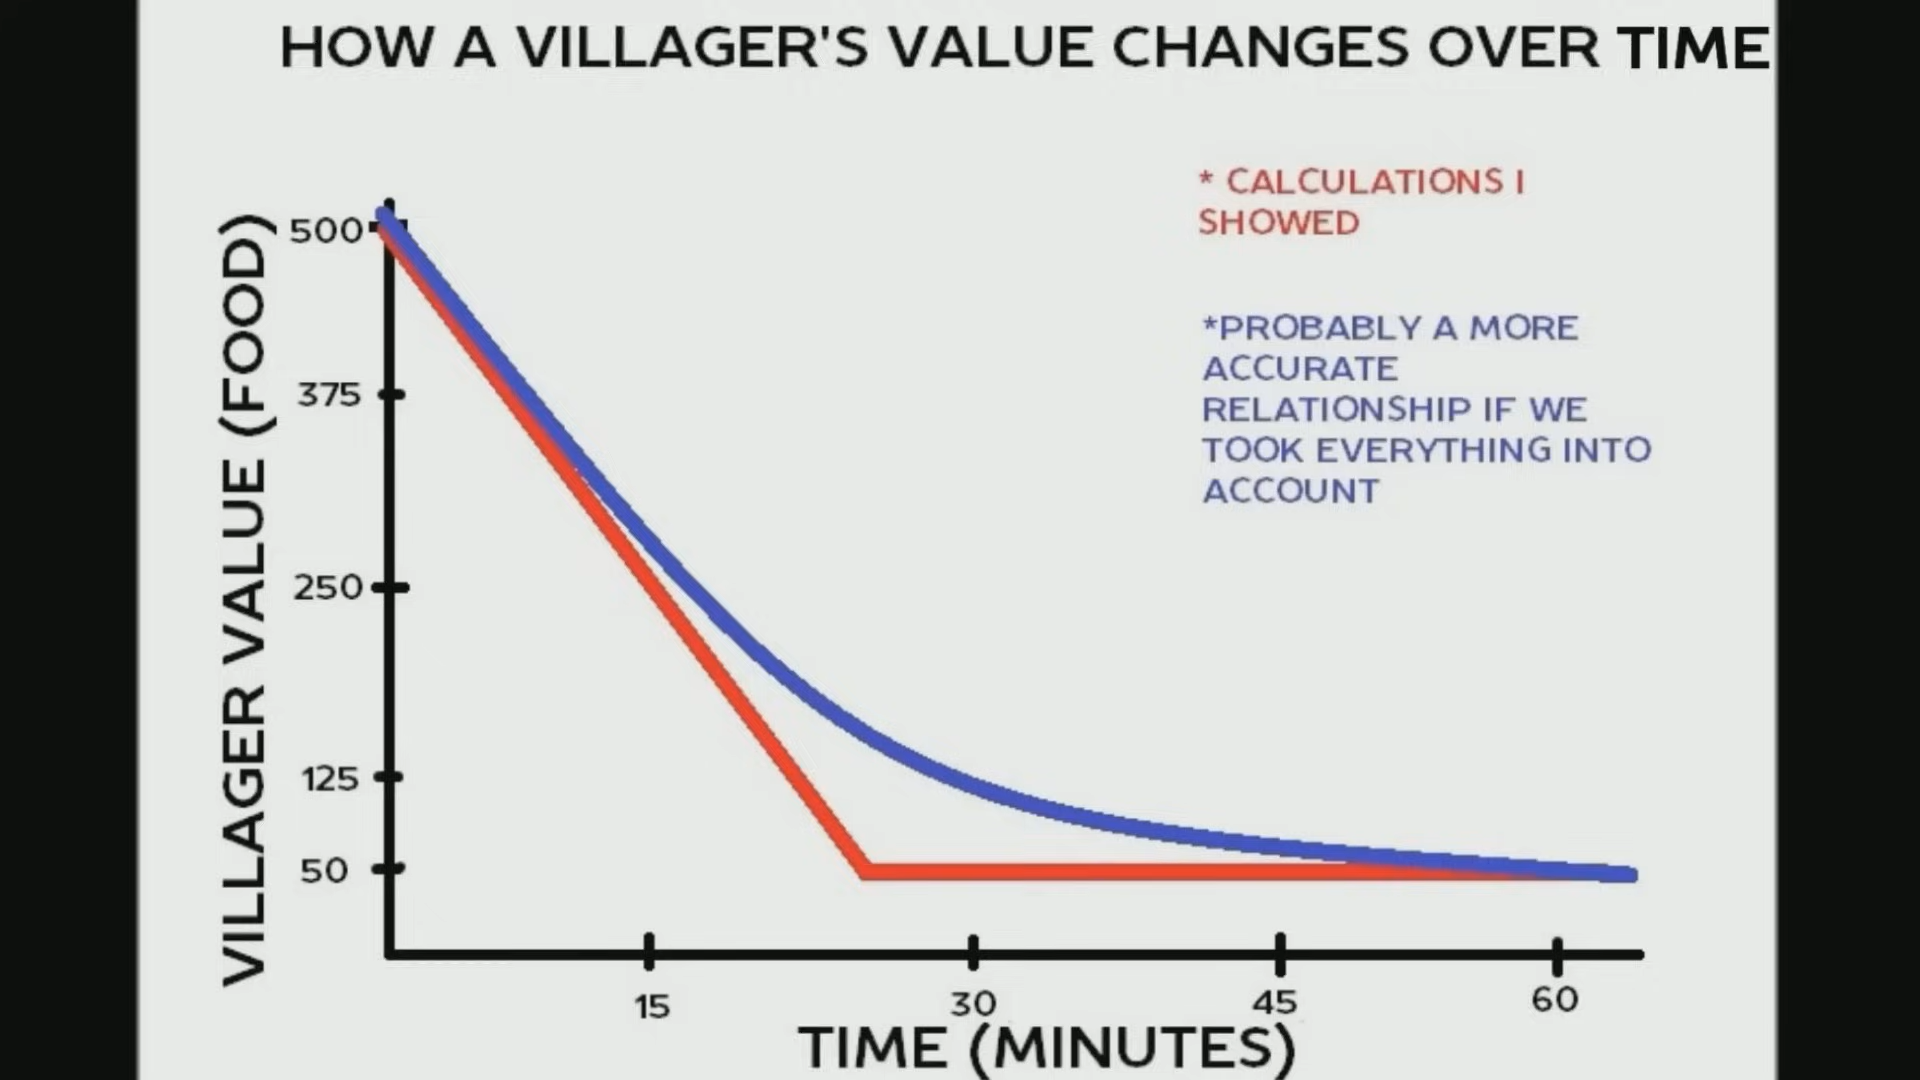 HOW A VILLAGER'S VALUE CHANGES OVER TIME
* CALCULATIONS I
SHOWED
*PROBABLY A MORE
ACCURATE
RELATIONSHIP IF WE
TOOK EVERYTHING INTO
ACCOUNT
VILLAGER VALUE (FOOD)
500
375
250
125
50
15
30
45
60
TIME (MINUTES)